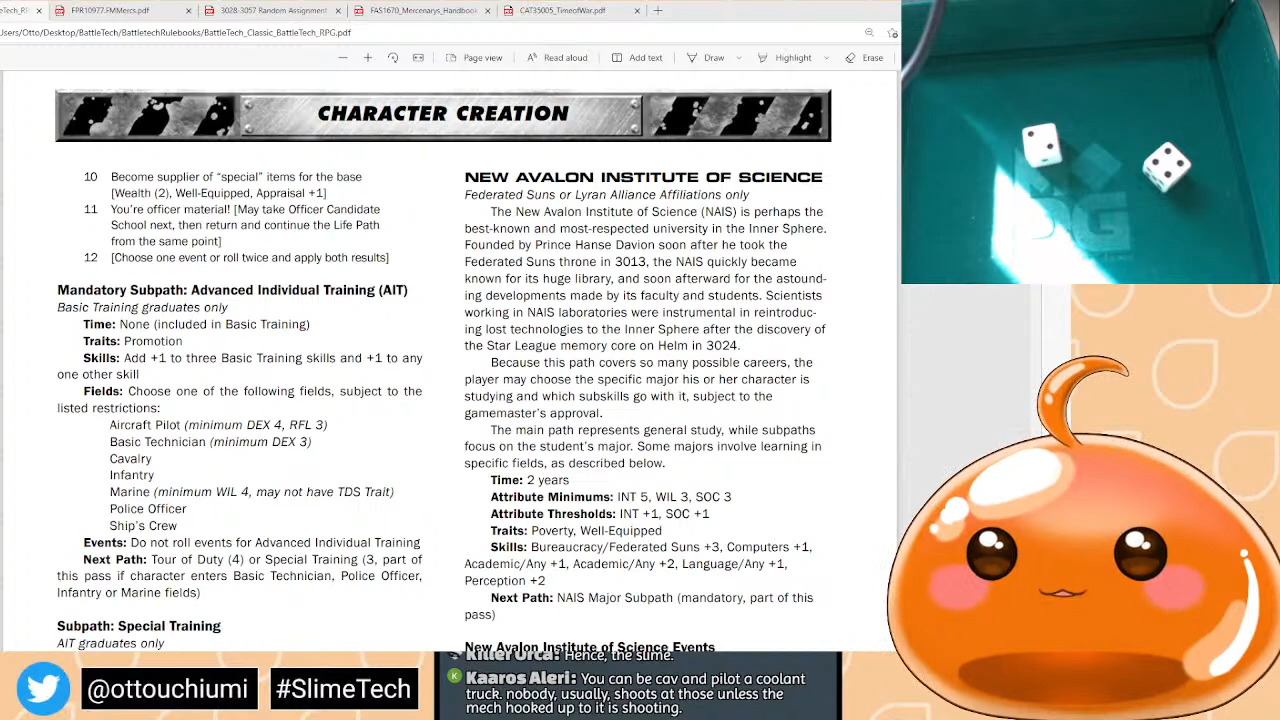 FPR10977.FMMercs.pdf
3028-3057 Random Assignment
FAS1670_Mercenarys_Handbook
CAT35005_TimeofWar.pdf
sers/Otto/Desktop/BattleTech/BattletechRulebooks/BattleTech_Classic_BattleTech_RPG.pdf
Page view
Read aloud
Add text
Draw
Highlight
Erase
CHARACTER CREATION
10 Become supplier of “special” items for the base
[Wealth (2), Well-Equipped, Appraisal +1]
11 You’re officer material! [May take Officer Candidate
School next, then return and continue the Life Path
from the same point]
12 [Choose one event or roll twice and apply both results]
Mandatory Subpath: Advanced Individual Training (AIT)
Basic Training graduates only
Time: None (included in Basic Training)
Traits: Promotion
Skills: Add +1 to three Basic Training skills and +1 to any
one other skill
Fields: Choose one of the following fields, subject to the
listed restrictions:
Aircraft Pilot (minimum DEX 4, RFL 3)
Basic Technician (minimum DEX 3)
Cavalry
Infantry
Marine (minimum WIL 4, may not have TDS Trait)
Police Officer
Ship’s Crew
Events: Do not roll events for Advanced Individual Training
Next Path: Tour of Duty (4) or Special Training (3, part of
this pass if character enters Basic Technician, Police Officer,
Infantry or Marine fields)
Subpath: Special Training
AIT graduates only
NEW AVALON INSTITUTE OF SCIENCE
Federated Suns or Lyran Alliance Affiliations only
The New Avalon Institute of Science (NAIS) is perhaps the
best-known and most-respected university in the Inner Sphere.
Founded by Prince Hanse Davion soon after he took the
Federated Suns throne in 3013, the NAIS quickly became
known for its huge library, and soon afterward for the astound-
ing developments made by its faculty and students. Scientists
working in NAIS laboratories were instrumental in reintroduc-
ing lost technologies to the Inner Sphere after the discovery of
the Star League memory core on Helm in 3024.
Because this path covers so many possible careers, the
player may choose the specific major his or her character is
studying and which subskills go with it, subject to the
gamemaster’s approval.
The main path represents general study, while subpaths
focus on the student’s major. Some majors involve learning in
specific fields, as described below.
Time: 2 years
Attribute Minimums: INT 5, WIL 3, SOC 3
Attribute Thresholds: INT +1, SOC +1
Traits: Poverty, Well-Equipped
Skills: Bureaucracy/Federated Suns +3, Computers +1,
Academic/Any +1, Academic/Any +2, Language/Any +1,
Perception +2
Next Path: NAIS Major Subpath (mandatory, part of this
pass)
New Avalon Institute of Science Events
@ottouchiumi
#SlimeTech
KillerOrca: Hence, the slime.
K Kaaros Aleri: You can be cav and pilot a coolant
truck. nobody, usually, shoots at those unless the
mech hooked up to it is shooting.